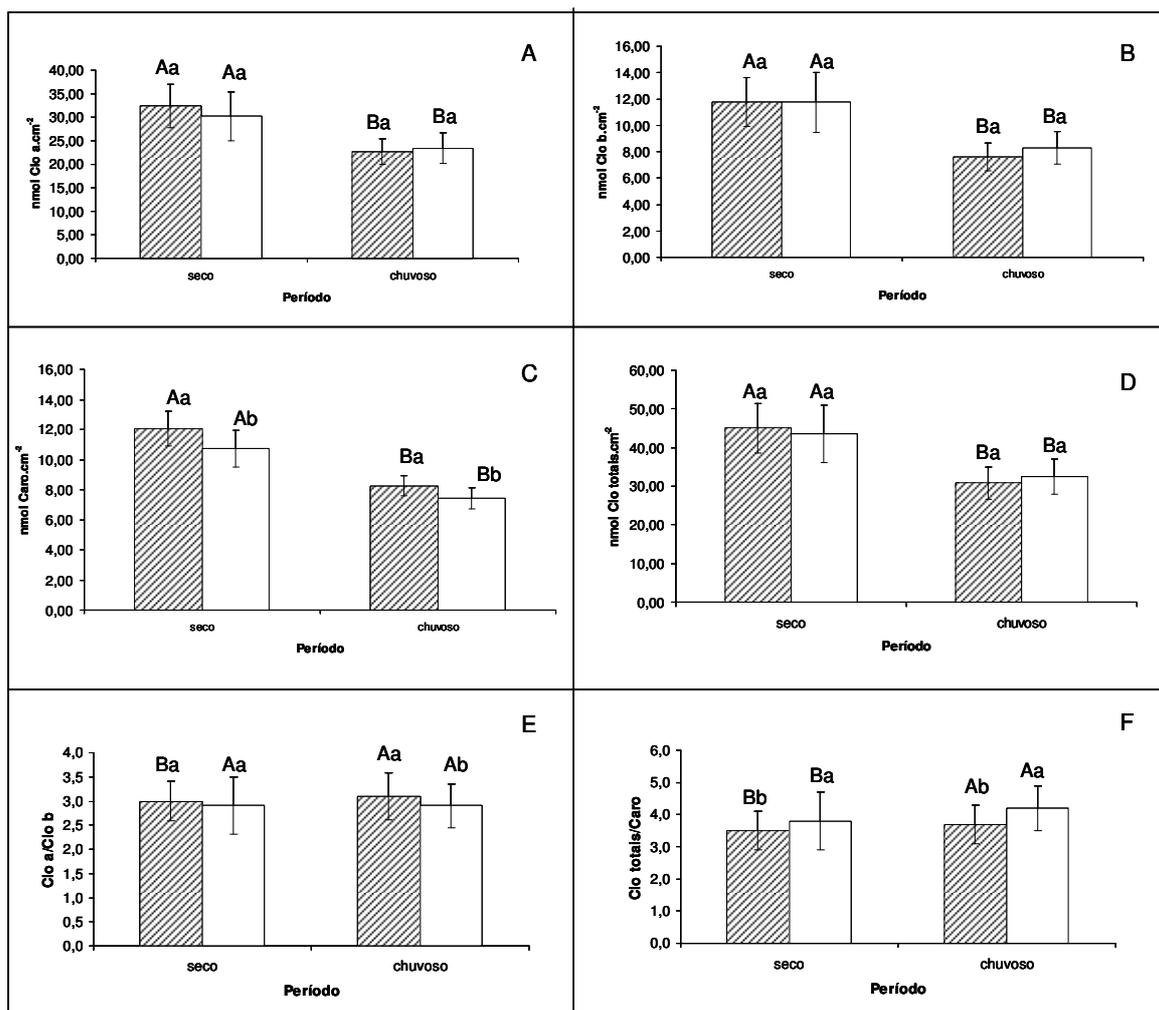 A
40,00
35,00
30,00
25,00
20,00
15,00
10,00
5,00
0,00
nmol Clo a.cm-2
Aa Aa
Ba Ba
seco chuvoso
Período
B
16,00
14,00
12,00
10,00
8,00
6,00
4,00
2,00
0,00
nmol Clo b.cm-2
Aa Aa
Ba Ba
seco chuvoso
Período
C
16,00
14,00
12,00
10,00
8,00
6,00
4,00
2,00
0,00
nmol Caro.cm-2
Aa Ab
Ba Bb
seco chuvoso
Período
D
60,00
50,00
40,00
30,00
20,00
10,00
0,00
nmol Clo totais.cm-2
Aa Aa
Ba Ba
seco chuvoso
Período
E
4,0
3,5
3,0
2,5
2,0
1,5
1,0
0,5
0,0
Clo a/Clo b
Ba Aa
Aa Ab
seco chuvoso
Período
F
6,0
5,0
4,0
3,0
2,0
1,0
0,0
Clo totais/Caro
Bb Ba
Ab Aa
seco chuvoso
Período